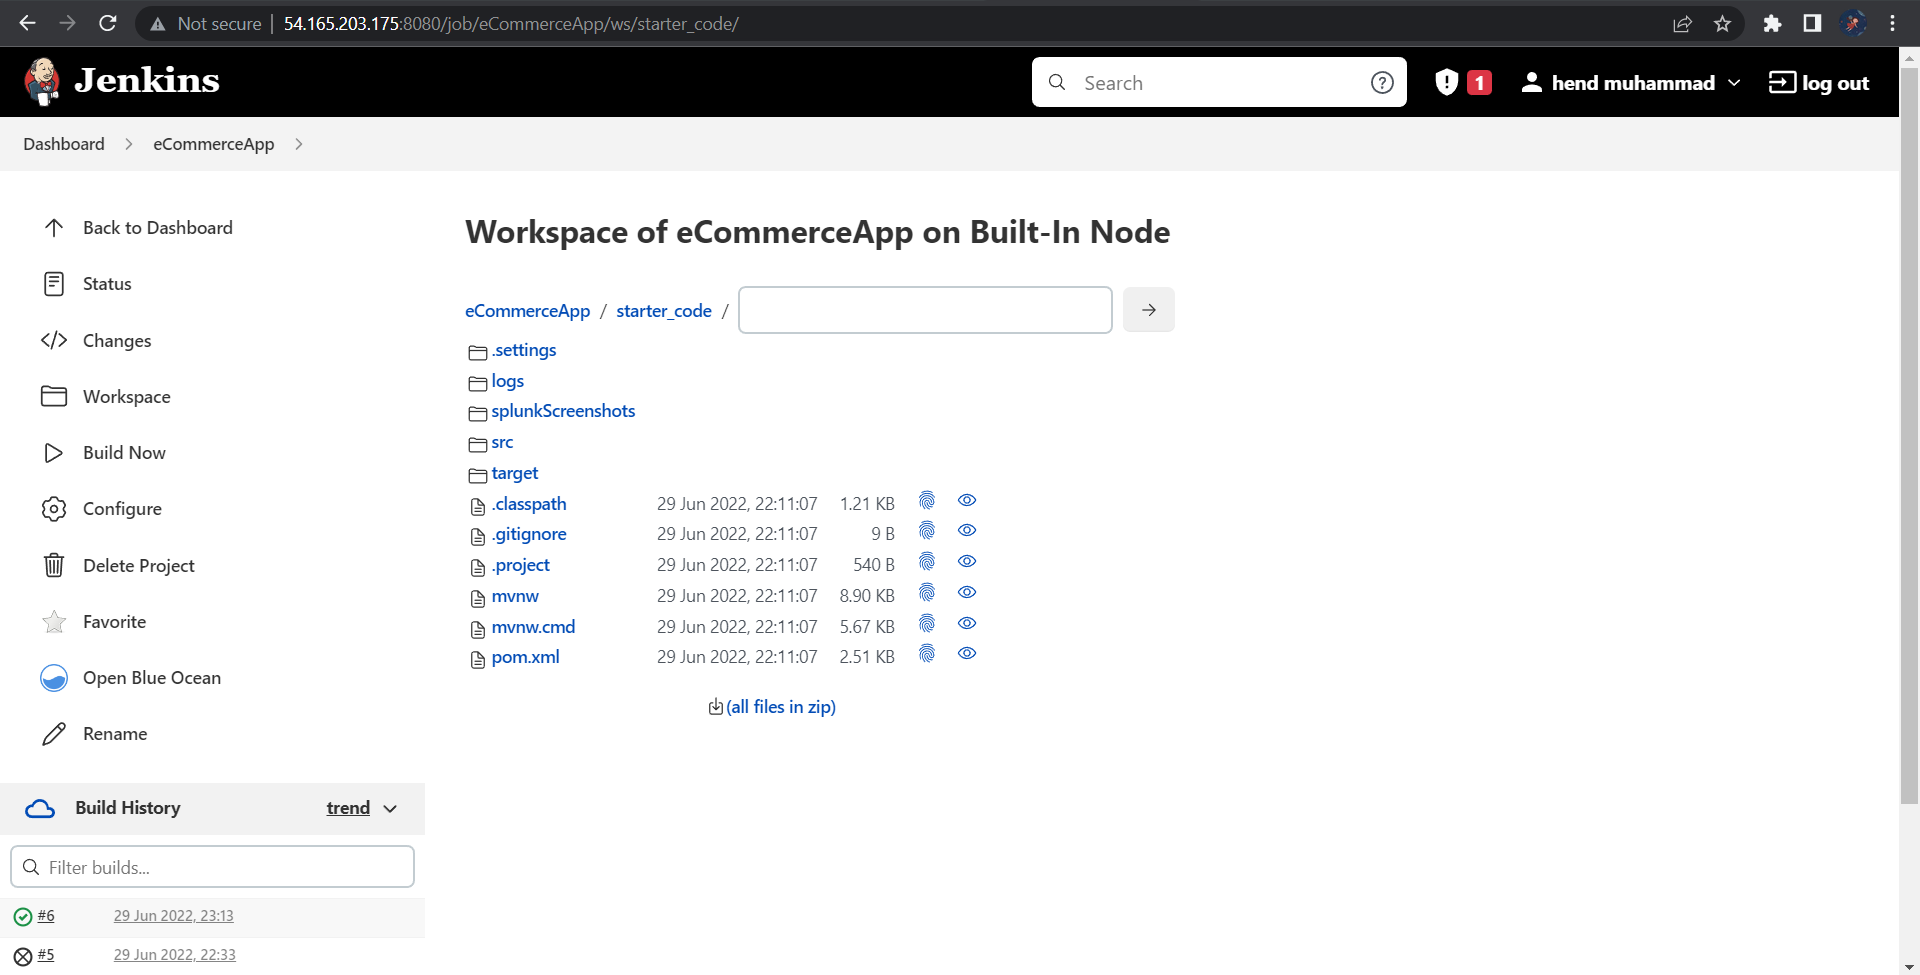 Not secure | 54.165.203.175:8080/job/eCommerceApp/ws/starter_code/
Jenkins
Search
1
hend muhammad
log out
Dashboard
eCommerceApp
Back to Dashboard
Status
Changes
Workspace
Build Now
Configure
Delete Project
Favorite
Open Blue Ocean
Rename
Build History
trend
Filter builds...
#6 29 Jun 2022, 23:13
#5 29 Jun 2022, 22:33
Workspace of eCommerceApp on Built-In Node
eCommerceApp / starter_code /
.settings
logs
splunkScreenshots
src
target
.classpath 29 Jun 2022, 22:11:07 1.21 KB
.gitignore 29 Jun 2022, 22:11:07 9 B
.project 29 Jun 2022, 22:11:07 540 B
mvnw 29 Jun 2022, 22:11:07 8.90 KB
mvnw.cmd 29 Jun 2022, 22:11:07 5.67 KB
pom.xml 29 Jun 2022, 22:11:07 2.51 KB
(all files in zip)